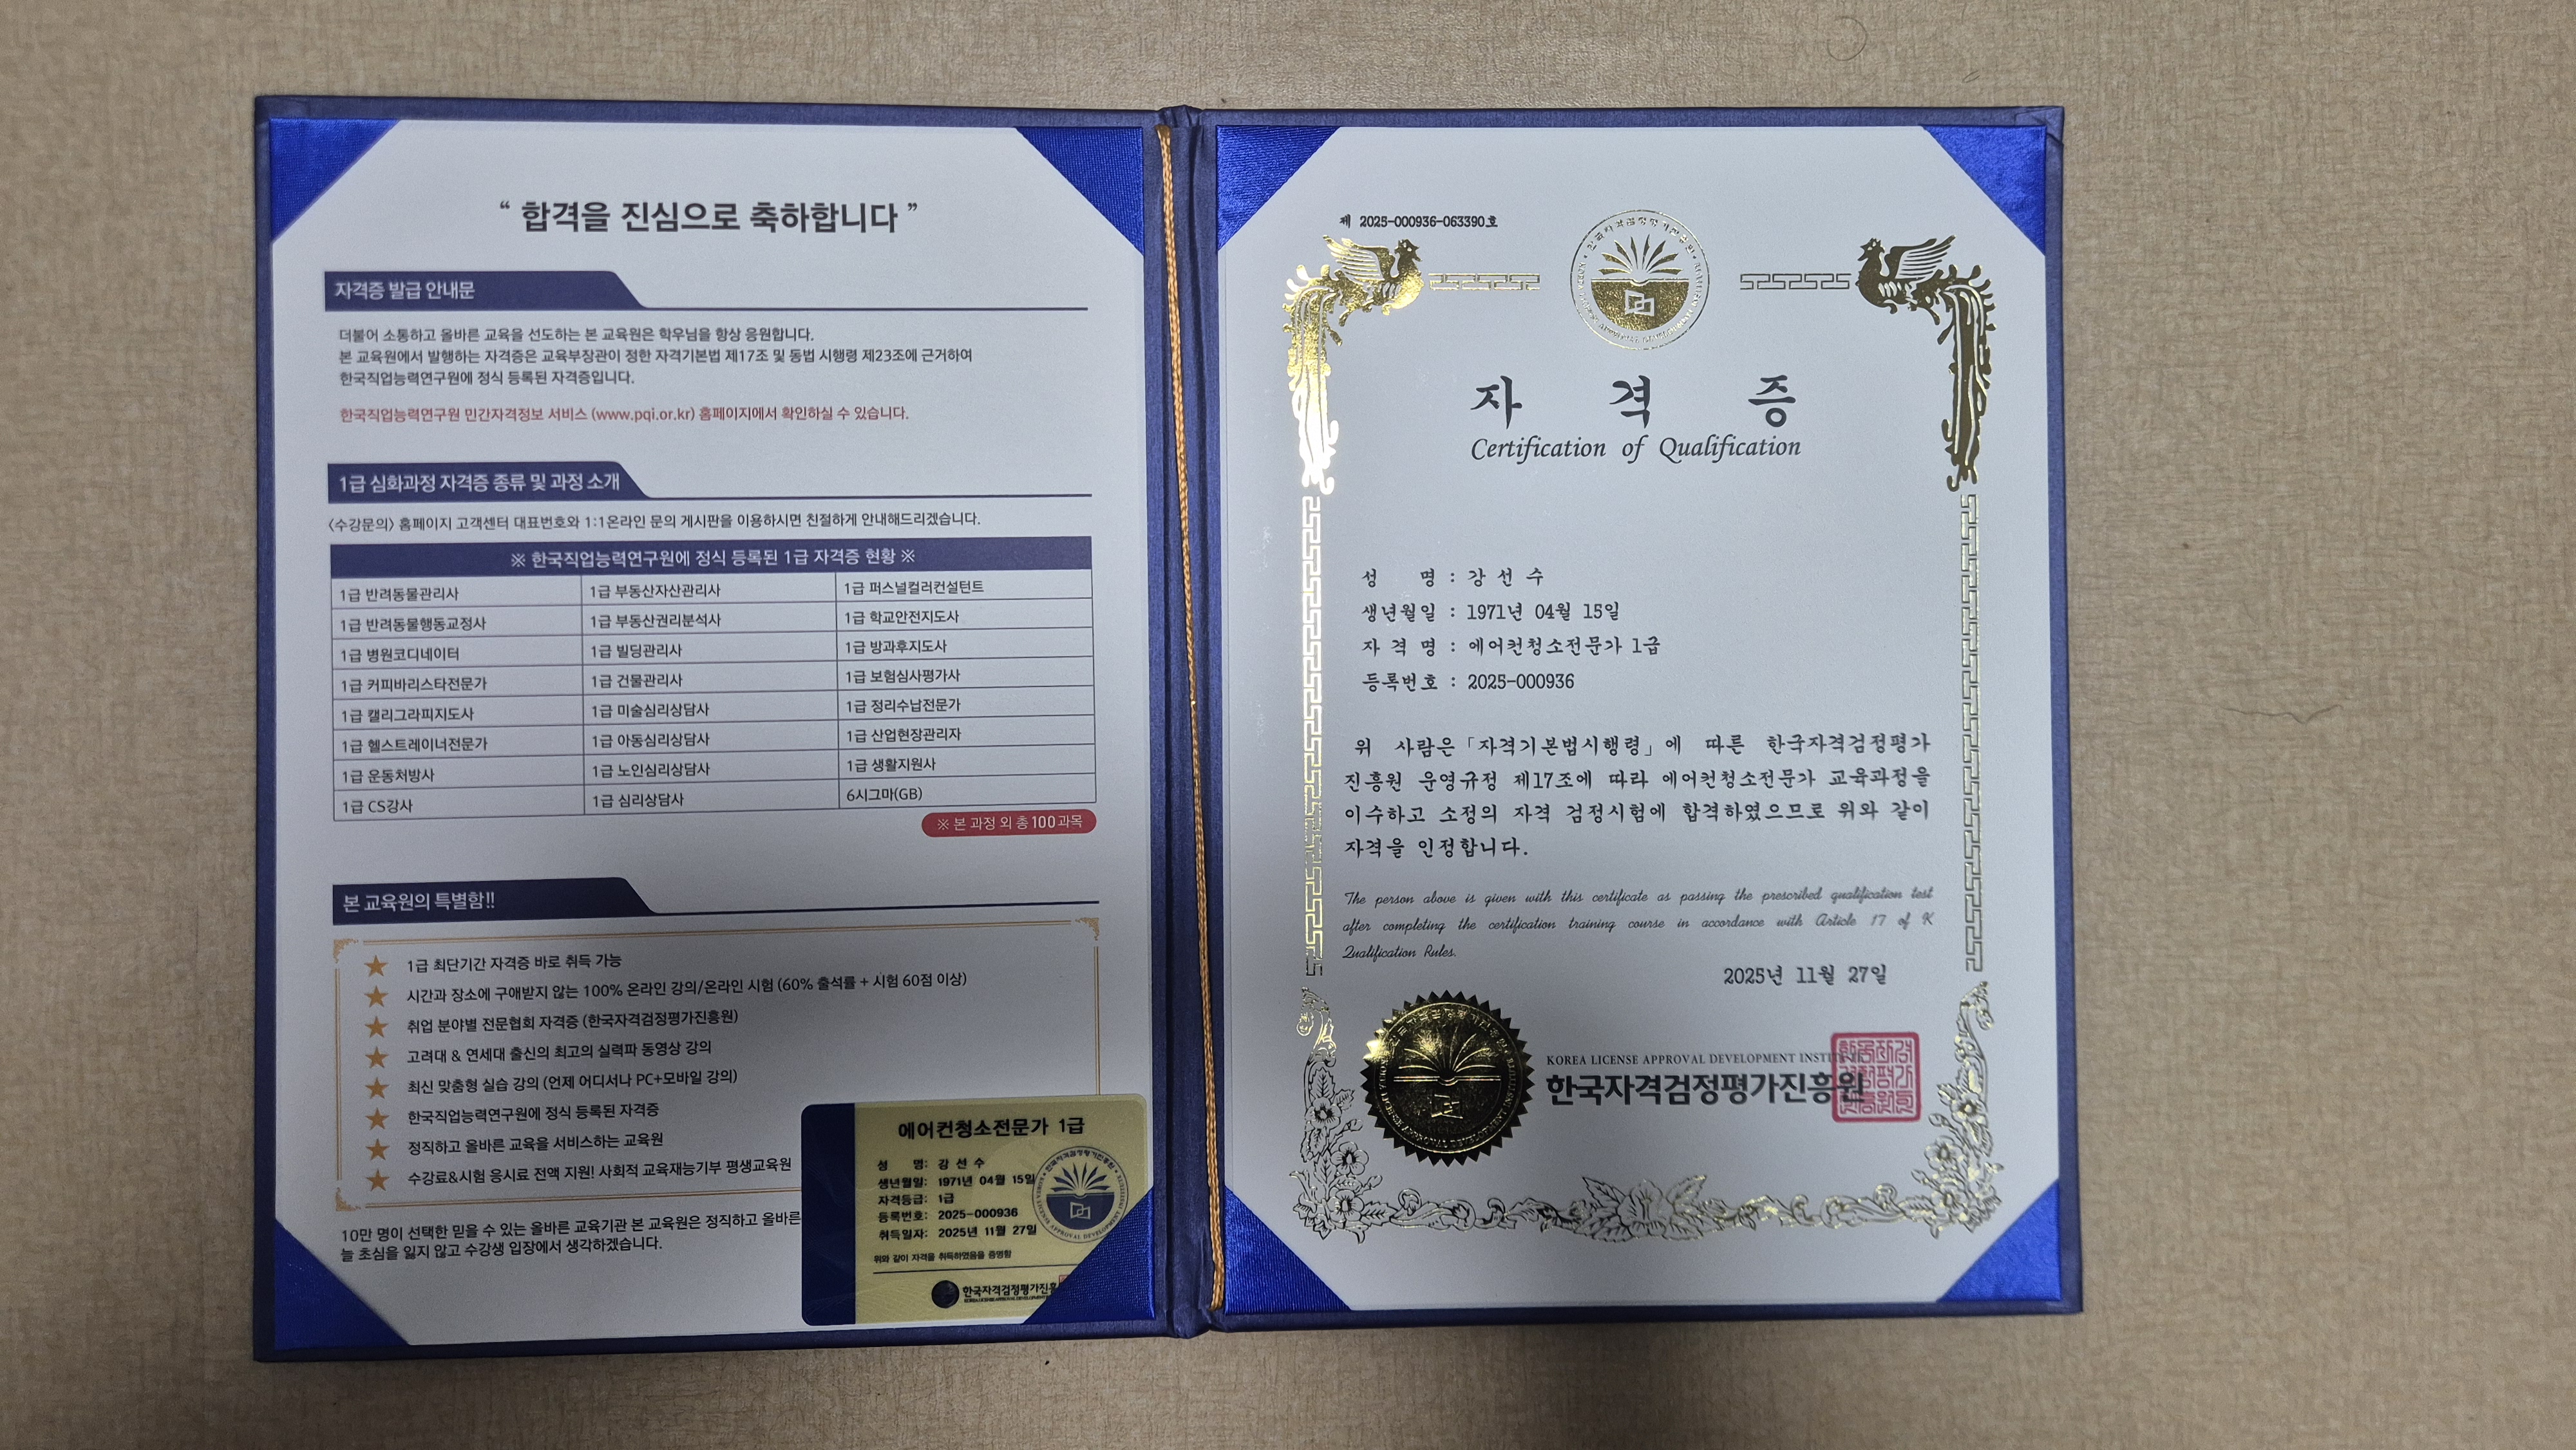 “ 합격을 진심으로 축하합니다 ”
자격증 발급 안내문
더불어 소통하고 올바른 교육을 선도하는 본 교육원은 학우님을 항상 응원합니다.
본 교육원에서 발행하는 자격증은 교육부장관이 정한 자격기본법 제17조 및 동법 시행령 제23조에 근거하여
한국직업능력연구원에 정식 등록된 자격증입니다.
한국직업능력연구원 민간자격정보 서비스 (www.pqi.or.kr) 홈페이지에서 확인하실 수 있습니다.
1급 심화과정 자격증 종류 및 과정 소개
<수강문의> 홈페이지 고객센터 대표번호와 1:1온라인 문의 게시판을 이용하시면 친절하게 안내해드리겠습니다.
※ 한국직업능력연구원에 정식 등록된 1급 자격증 현황 ※
1급 반려동물관리사 1급 부동산자산관리사 1급 퍼스널컬러컨설턴트
1급 반려동물행동교정사 1급 부동산권리분석사 1급 학교안전지도사
1급 병원코디네이터 1급 빌딩관리사 1급 방과후지도사
1급 커피바리스타전문가 1급 건물관리사 1급 보험심사평가사
1급 캘리그라피지도사 1급 미술심리상담사 1급 정리수납전문가
1급 헬스트레이너전문가 1급 아동심리상담사 1급 산업현장관리자
1급 운동처방사 1급 노인심리상담사 1급 생활지원사
1급 CS강사 1급 심리상담사 6시그마(GB)
※ 본 과정 외 총 100과목
본 교육원의 특별함!!
1급 최단기간 자격증 바로 취득 가능
시간과 장소에 구애받지 않는 100% 온라인 강의/온라인 시험 (60% 출석률 + 시험 60점 이상)
취업 분야별 전문협회 자격증 (한국자격검정평가진흥원)
고려대 & 연세대 출신의 최고의 실력파 동영상 강의
최신 맞춤형 실습 강의 (언제 어디서나 PC+모바일 강의)
한국직업능력연구원에 정식 등록된 자격증
정직하고 올바른 교육을 서비스하는 교육원
수강료&시험 응시료 전액 지원! 사회적 교육재능기부 평생교육원
10만 명이 선택한 믿을 수 있는 올바른 교육기관 본 교육원은 정직하고 올바른
늘 초심을 잃지 않고 수강생 입장에서 생각하겠습니다.
에어컨청소전문가 1급
성 명: 강 선 수
생년월일: 1971년 04월 15일
자격등급: 1급
등록번호: 2025-000936
취득일자: 2025년 11월 27일
위와 같이 자격을 취득하였음을 증명함
한국자격검정평가진흥
제 2025-000936-063390호
자 격 증
Certification of Qualification
성 명 : 강 선 수
생년월일 : 1971년 04월 15일
자 격 명 : 에어컨청소전문가 1급
등록번호 : 2025-000936
위 사람은 「자격기본법시행령」에 따른 한국자격검정평가
진흥원 운영규정 제17조에 따라 에어컨청소전문가 교육과정을
이수하고 소정의 자격 검정시험에 합격하였으므로 위와 같이
자격을 인정합니다.
The person above is given with this certificate as passing the prescribed qualification test
after completing the certification training course in accordance with Article 17 of K
Qualification Rules.
2025년 11월 27일
KOREA LICENSE APPROVAL DEVELOPMENT INSTITUTE
한국자격검정평가진흥원